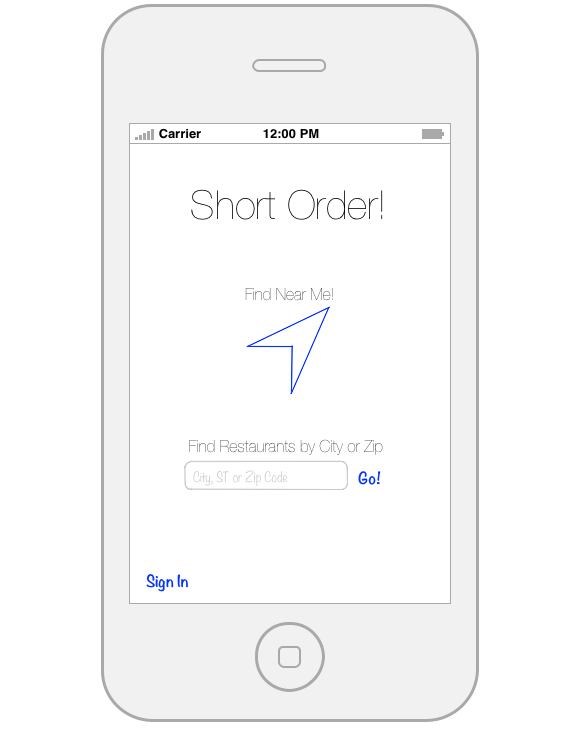 Carrier 12:00 PM
Short Order!
Find Near Me!
Find Restaurants by City or Zip
City, ST or Zip Code Go!
Sign In